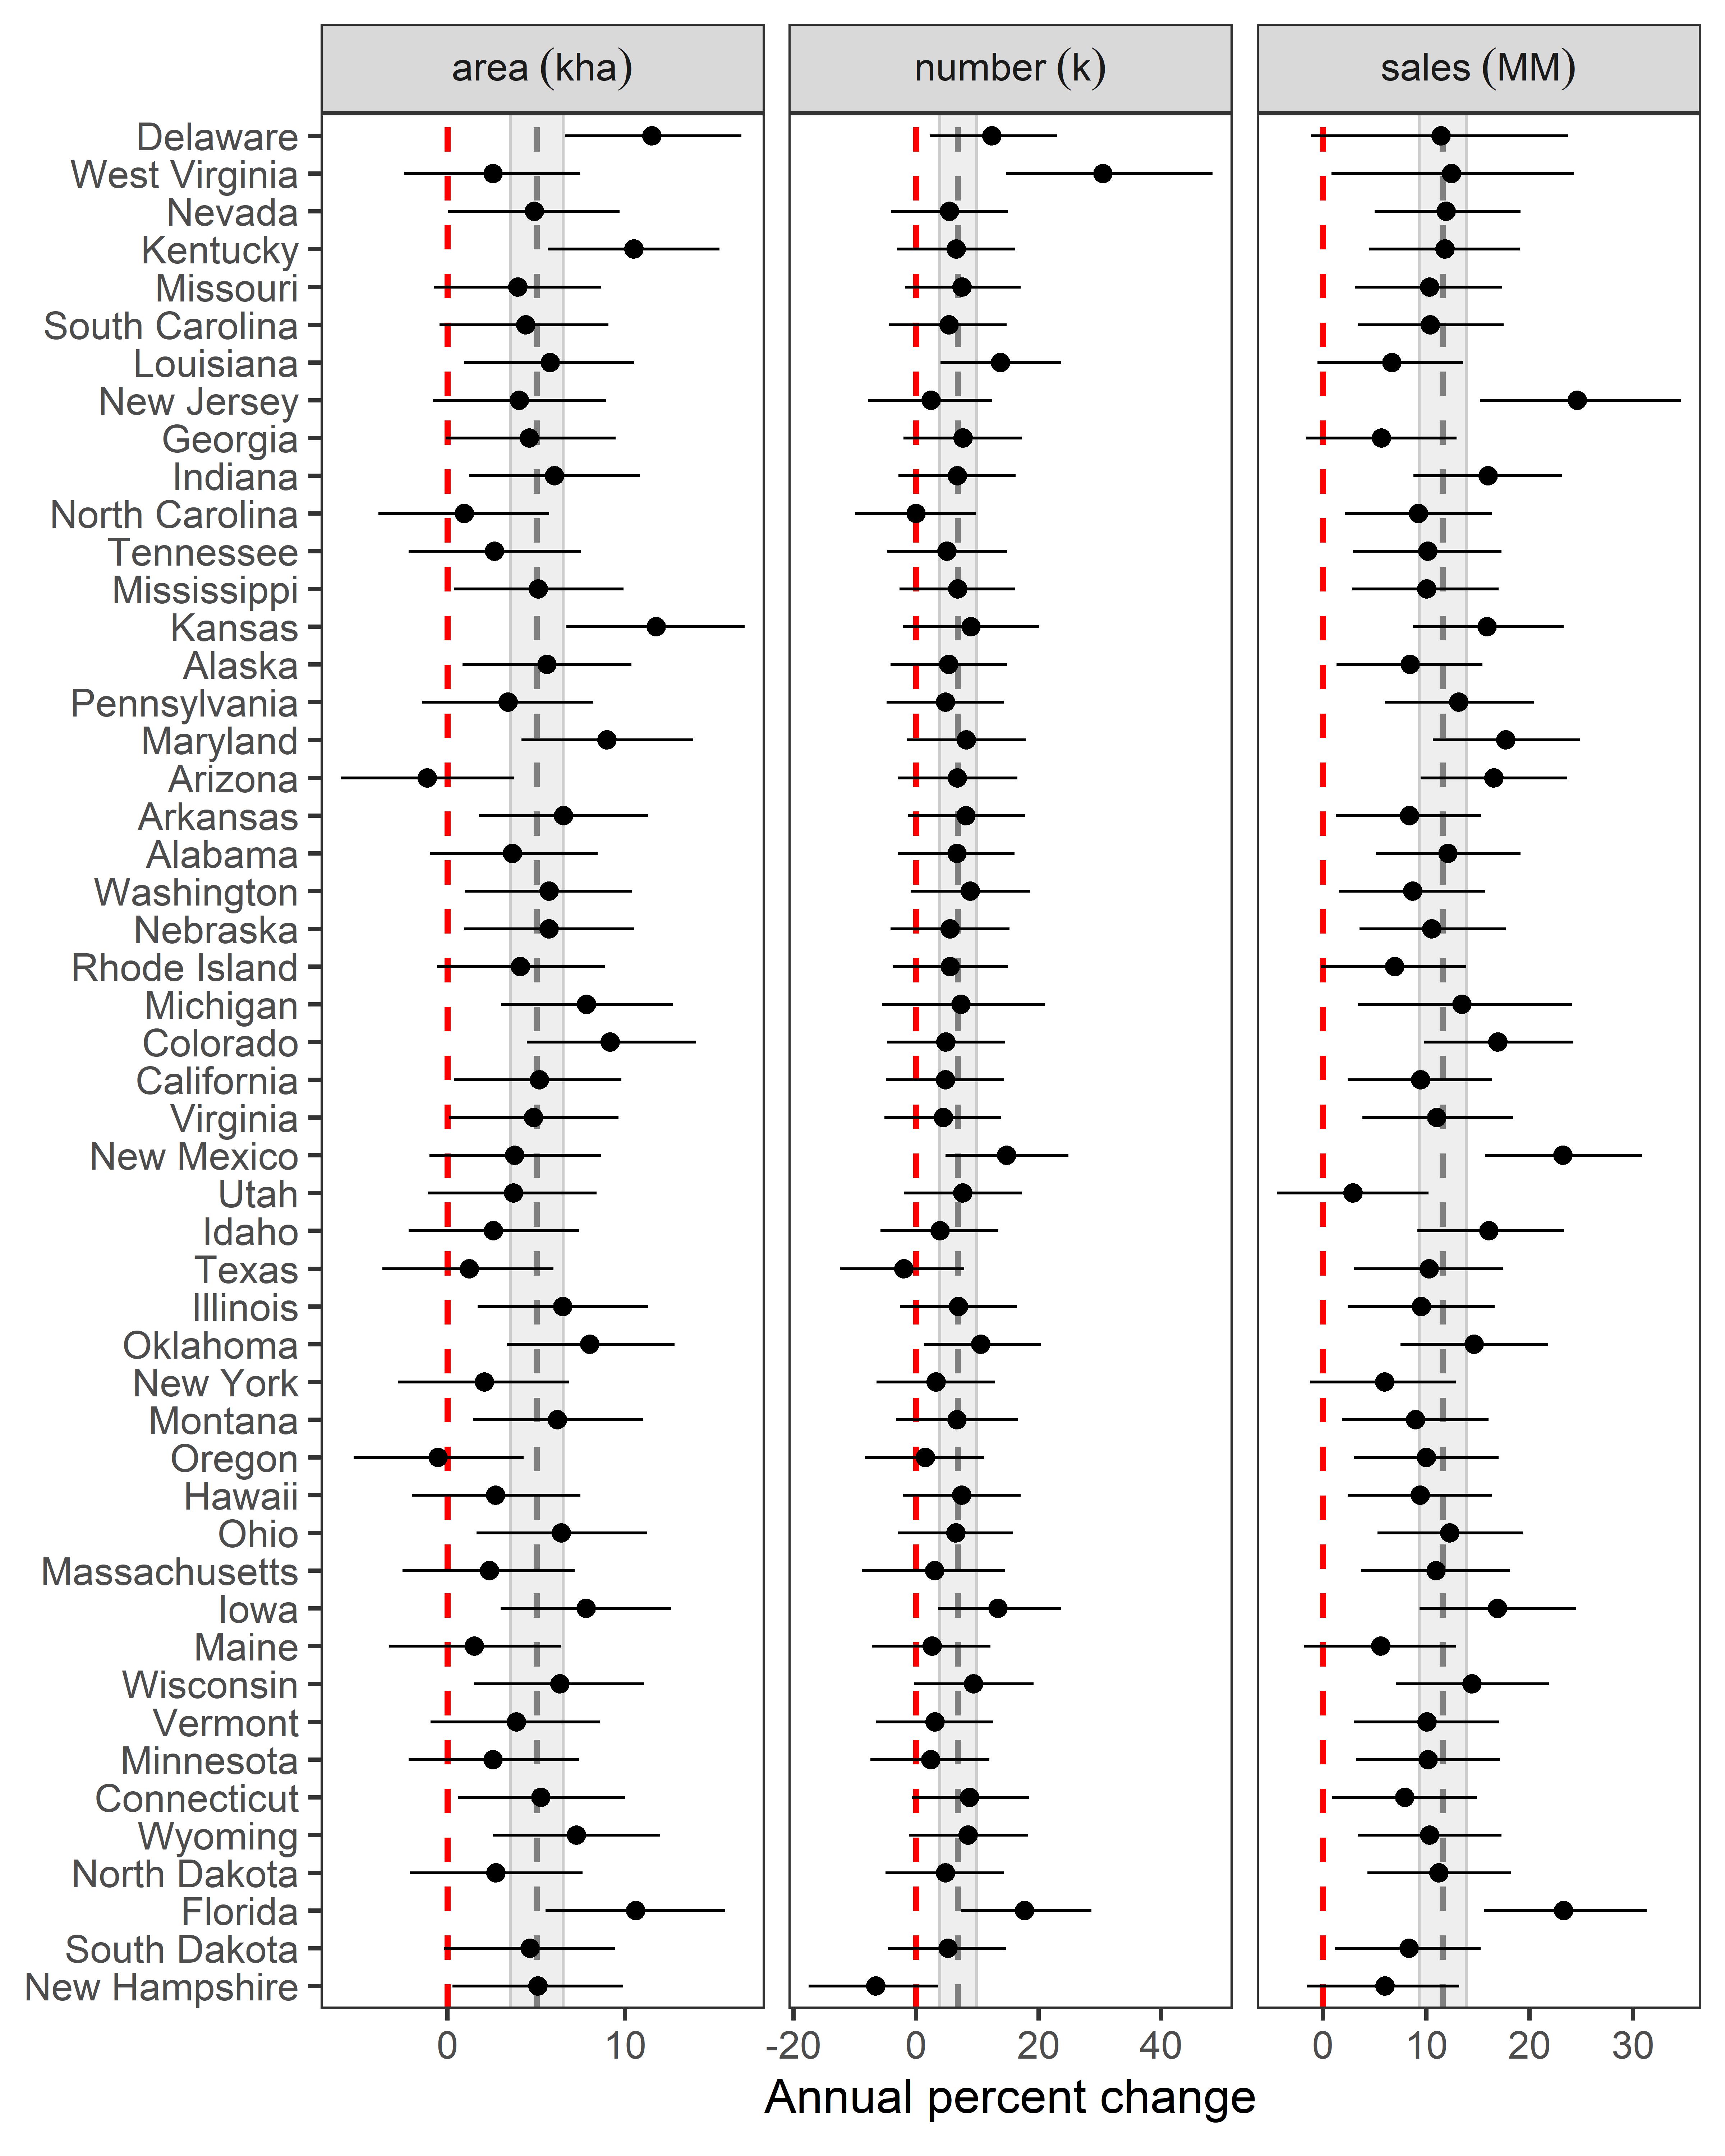 area (kha)
number (k)
sales (MM)
Delaware
West Virginia
Nevada
Kentucky
Missouri
South Carolina
Louisiana
New Jersey
Georgia
Indiana
North Carolina
Tennessee
Mississippi
Kansas
Alaska
Pennsylvania
Maryland
Arizona
Arkansas
Alabama
Washington
Nebraska
Rhode Island
Michigan
Colorado
California
Virginia
New Mexico
Utah
Idaho
Texas
Illinois
Oklahoma
New York
Montana
Oregon
Hawaii
Ohio
Massachusetts
Iowa
Maine
Wisconsin
Vermont
Minnesota
Connecticut
Wyoming
North Dakota
Florida
South Dakota
New Hampshire
0 10
-20 0 20 40
0 10 20 30
Annual percent change